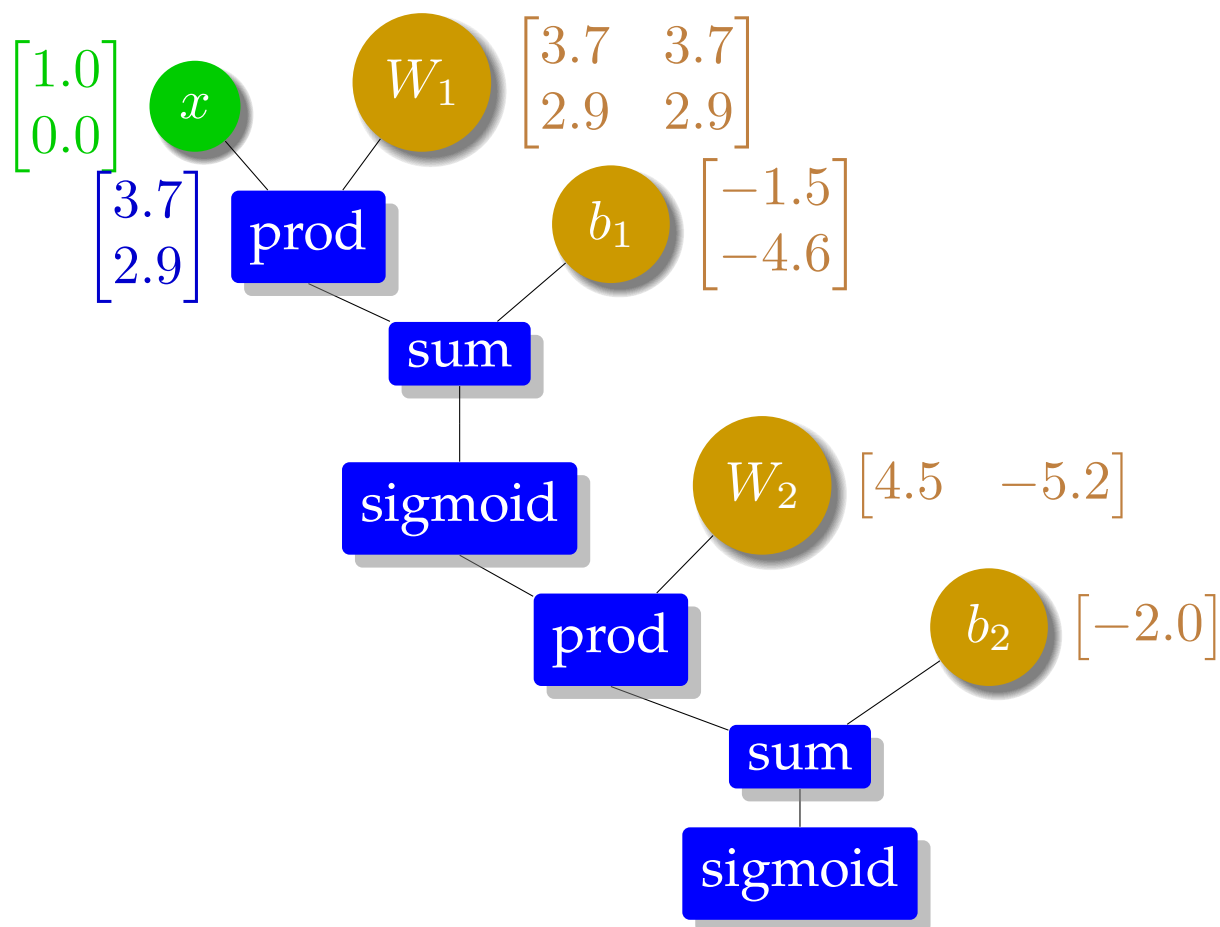 [1.0
0.0]
x
W₁
[3.7 3.7
2.9 2.9]
[3.7
2.9]
prod
b₁
[−1.5
−4.6]
sum
sigmoid
W₂
[4.5 −5.2]
prod
b₂
[−2.0]
sum
sigmoid